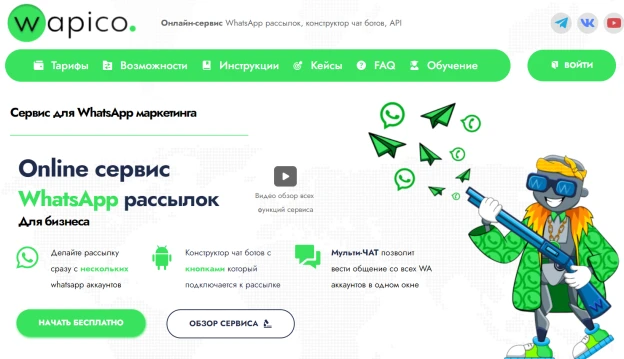 wapico.
Онлайн-сервис WhatsApp рассылок, конструктор чат ботов, API
Тарифы Возможности Инструкции Кейсы FAQ Обучение ВОЙТИ
Сервис для WhatsApp маркетинга
Online сервис
WhatsApp рассылок
Для бизнеса
Видео обзор всех
функций сервиса
Делайте рассылку
сразу с нескольких
whatsapp аккаунтов
Конструктор чат ботов с
кнопками который
подключается к рассылке
Мульти-ЧАТ позволит
вести общение со всех WA
аккаунтов в одном окне
НАЧАТЬ БЕСПЛАТНО
ОБЗОР СЕРВИСА